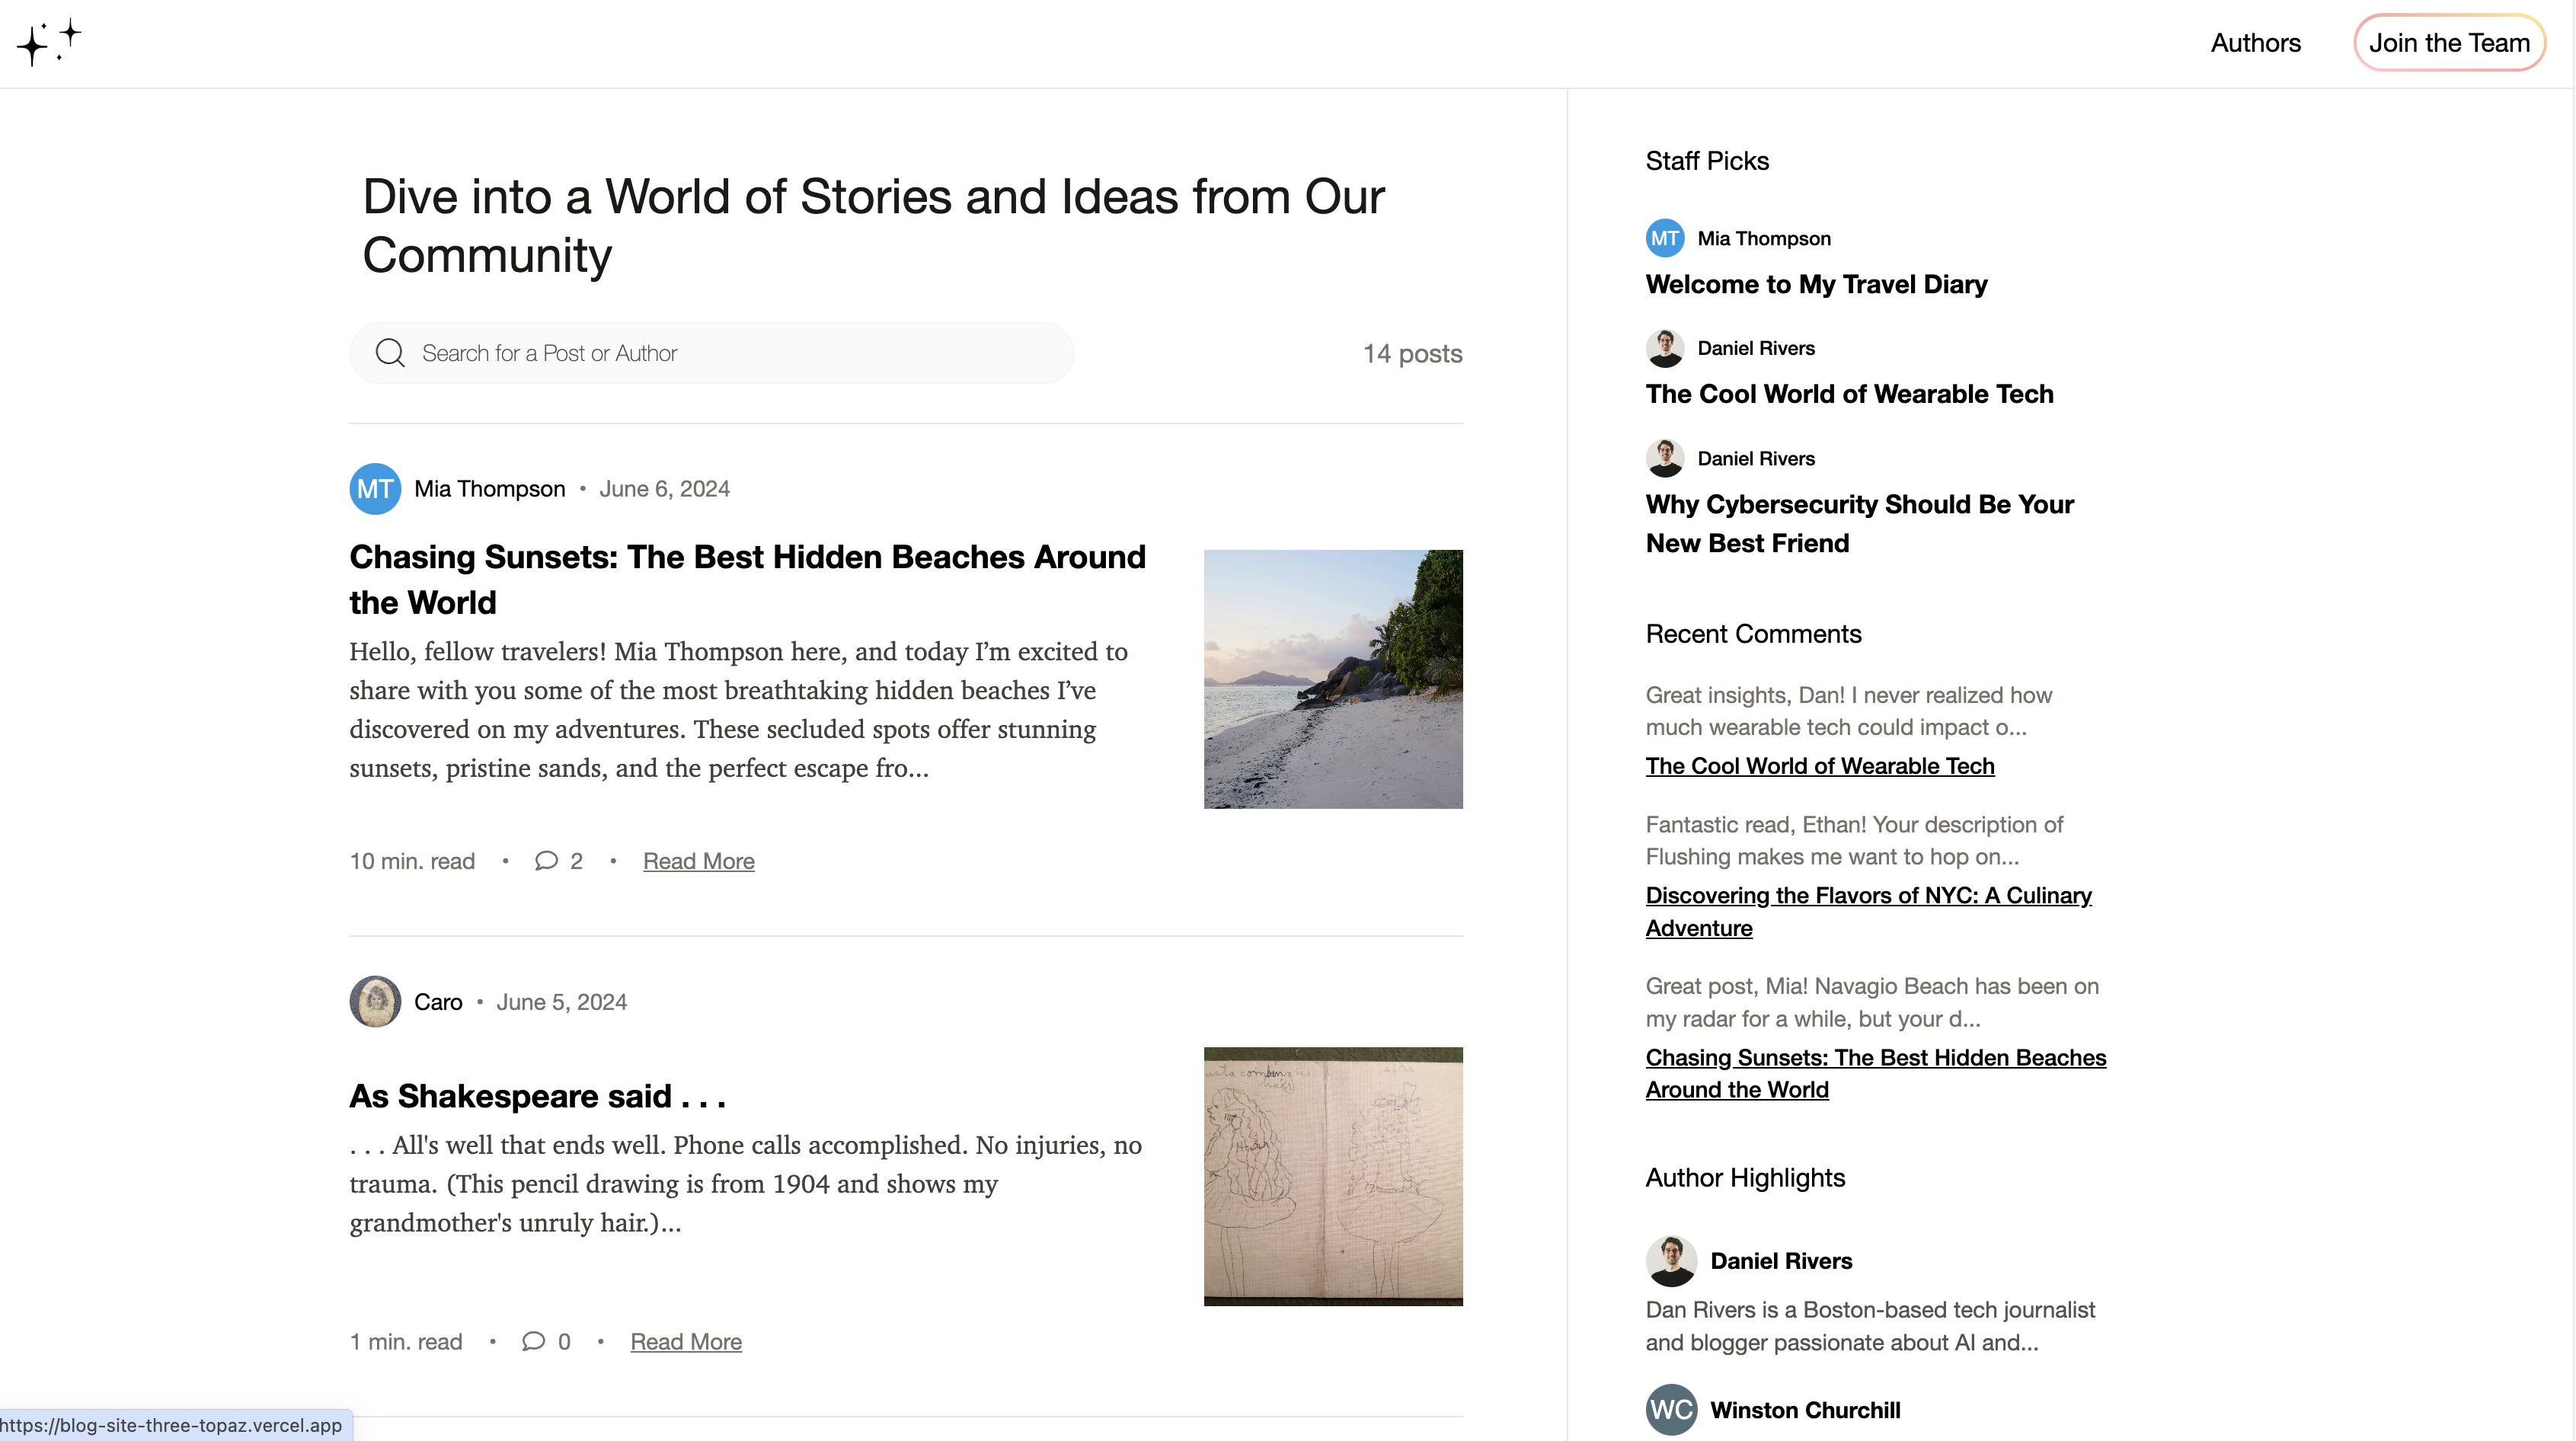 Authors
Join the Team
Dive into a World of Stories and Ideas from Our
Community
Search for a Post or Author
14 posts
MT
Mia Thompson • June 6, 2024
Chasing Sunsets: The Best Hidden Beaches Around
the World
Hello, fellow travelers! Mia Thompson here, and today I’m excited to
share with you some of the most breathtaking hidden beaches I’ve
discovered on my adventures. These secluded spots offer stunning
sunsets, pristine sands, and the perfect escape fro...
10 min. read • 2 • Read More
Caro • June 5, 2024
As Shakespeare said . . .
. . . All's well that ends well. Phone calls accomplished. No injuries, no
trauma. (This pencil drawing is from 1904 and shows my
grandmother's unruly hair.)...
combing
1 min. read • 0 • Read More
Staff Picks
MT
Mia Thompson
Welcome to My Travel Diary
Daniel Rivers
The Cool World of Wearable Tech
Daniel Rivers
Why Cybersecurity Should Be Your
New Best Friend
Recent Comments
Great insights, Dan! I never realized how
much wearable tech could impact o...
The Cool World of Wearable Tech
Fantastic read, Ethan! Your description of
Flushing makes me want to hop on...
Discovering the Flavors of NYC: A Culinary
Adventure
Great post, Mia! Navagio Beach has been on
my radar for a while, but your d...
Chasing Sunsets: The Best Hidden Beaches
Around the World
Author Highlights
Daniel Rivers
Dan Rivers is a Boston-based tech journalist
and blogger passionate about AI and...
WC
Winston Churchill
https://blog-site-three-topaz.vercel.app